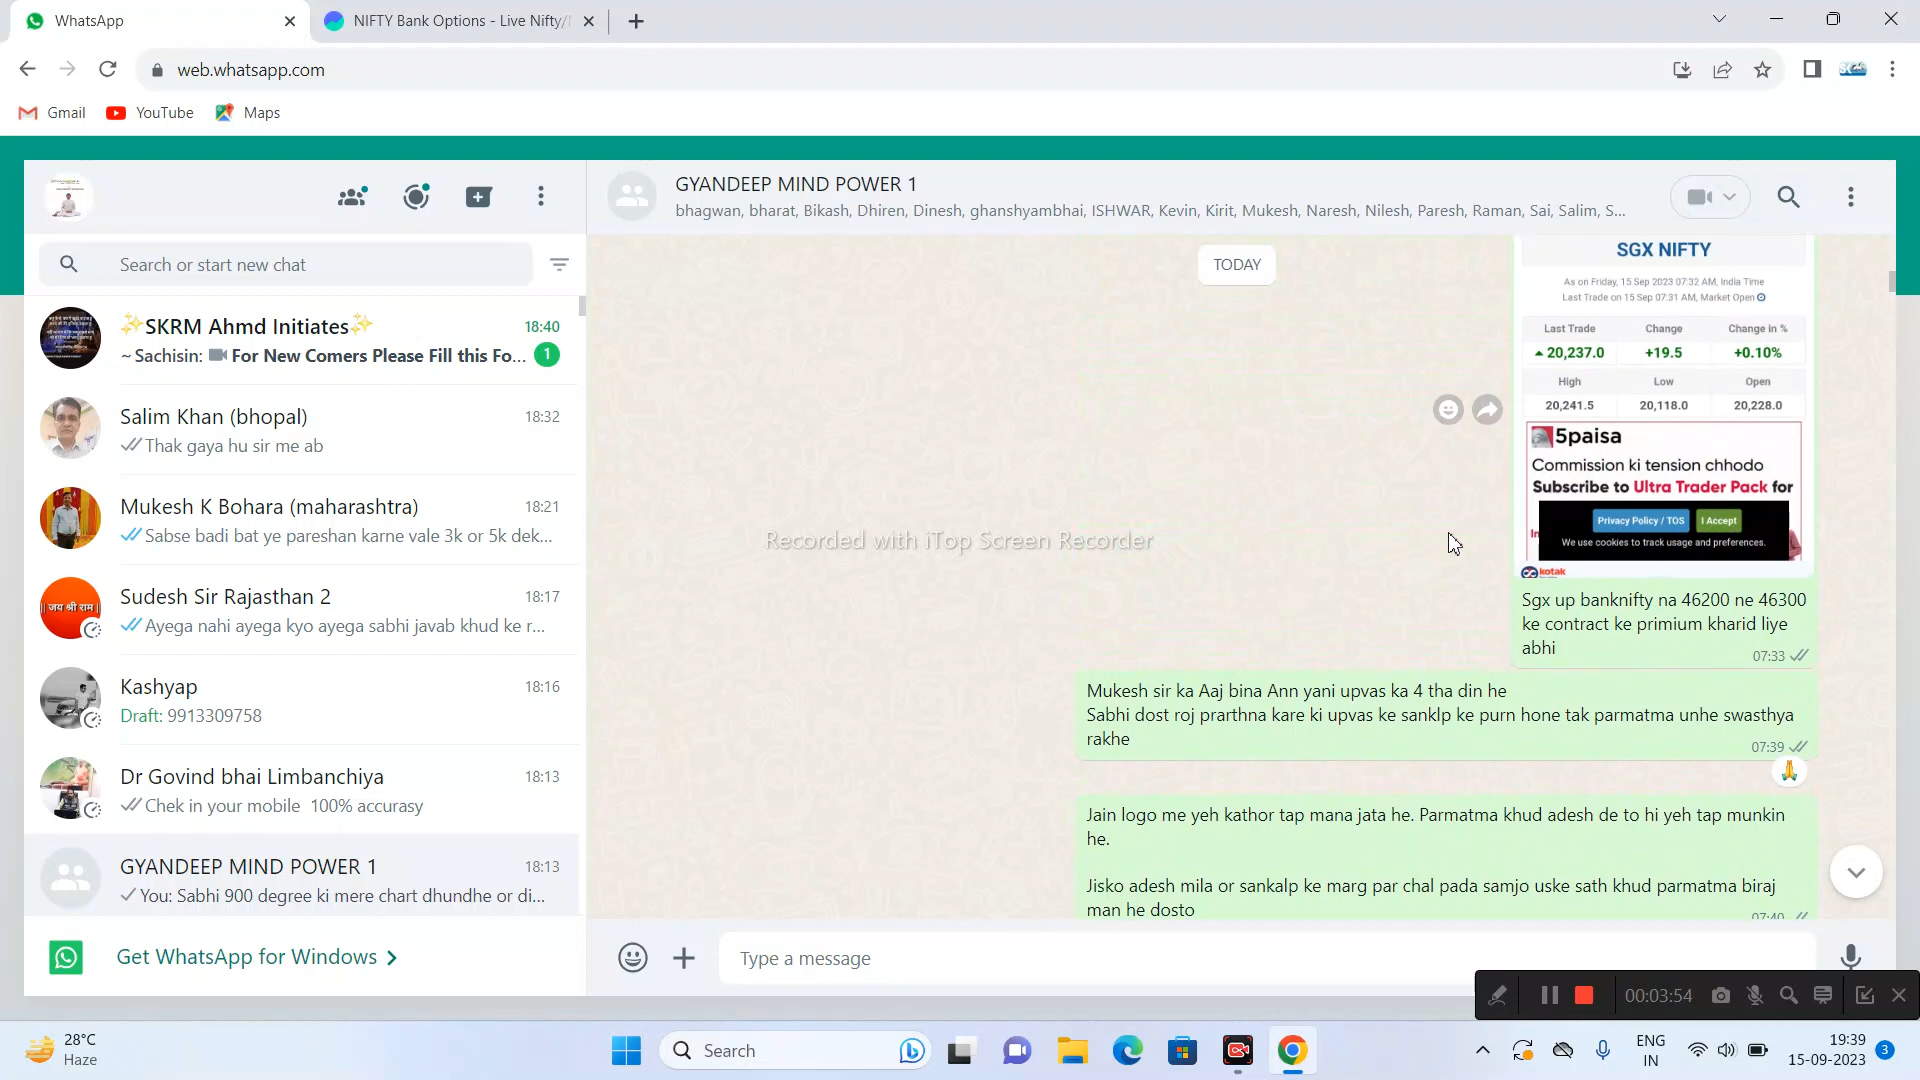 WhatsApp
NIFTY Bank Options - Live Nifty/
web.whatsapp.com
Gmail
YouTube
Maps
GYANDEEP MIND POWER 1
bhagwan, bharat, Bikash, Dhiren, Dinesh, ghanshyambhai, ISHWAR, Kevin, Kirit, Mukesh, Naresh, Nilesh, Paresh, Raman, Sai, Salim, S...
Search or start new chat
✨SKRM Ahmd Initiates✨
18:40
~ Sachisin: For New Comers Please Fill this Fo...
1
Salim Khan (bhopal)
18:32
Thak gaya hu sir me ab
Mukesh K Bohara (maharashtra)
18:21
Sabse badi bat ye pareshan karne vale 3k or 5k dek...
Sudesh Sir Rajasthan 2
18:17
Ayega nahi ayega kyo ayega sabhi javab khud ke r...
|| जय श्री राम ||
Kashyap
18:16
Draft: 9913309758
Dr Govind bhai Limbanchiya
18:13
Chek in your mobile 100% accurasy
GYANDEEP MIND POWER 1
18:13
You: Sabhi 900 degree ki mere chart dhundhe or di...
Get WhatsApp for Windows
TODAY
SGX NIFTY
As on Friday, 15 Sep 2023 07:32 AM, India Time
Last Trade on 15 Sep 07:31 AM, Market Open
Last Trade Change Change in %
20,237.0 +19.5 +0.10%
High Low Open
20,241.5 20,118.0 20,228.0
5paisa
Commission ki tension chhodo
Subscribe to Ultra Trader Pack for
Privacy Policy / TOS
I Accept
We use cookies to track usage and preferences.
kotak
Sgx up banknifty na 46200 ne 46300
ke contract ke primium kharid liye
abhi
07:33
Recorded with iTop Screen Recorder
Mukesh sir ka Aaj bina Ann yani upvas ka 4 tha din he
Sabhi dost roj prarthna kare ki upvas ke sanklp ke purn hone tak parmatma unhe swasthya
rakhe
07:39
🙏
Jain logo me yeh kathor tap mana jata he. Parmatma khud adesh de to hi yeh tap munkin
he.
Jisko adesh mila or sankalp ke marg par chal pada samjo uske sath khud parmatma biraj
man he dosto
07:40
Type a message
00:03:54
28°C
Haze
Search
ENG
IN
19:39
15-09-2023
3